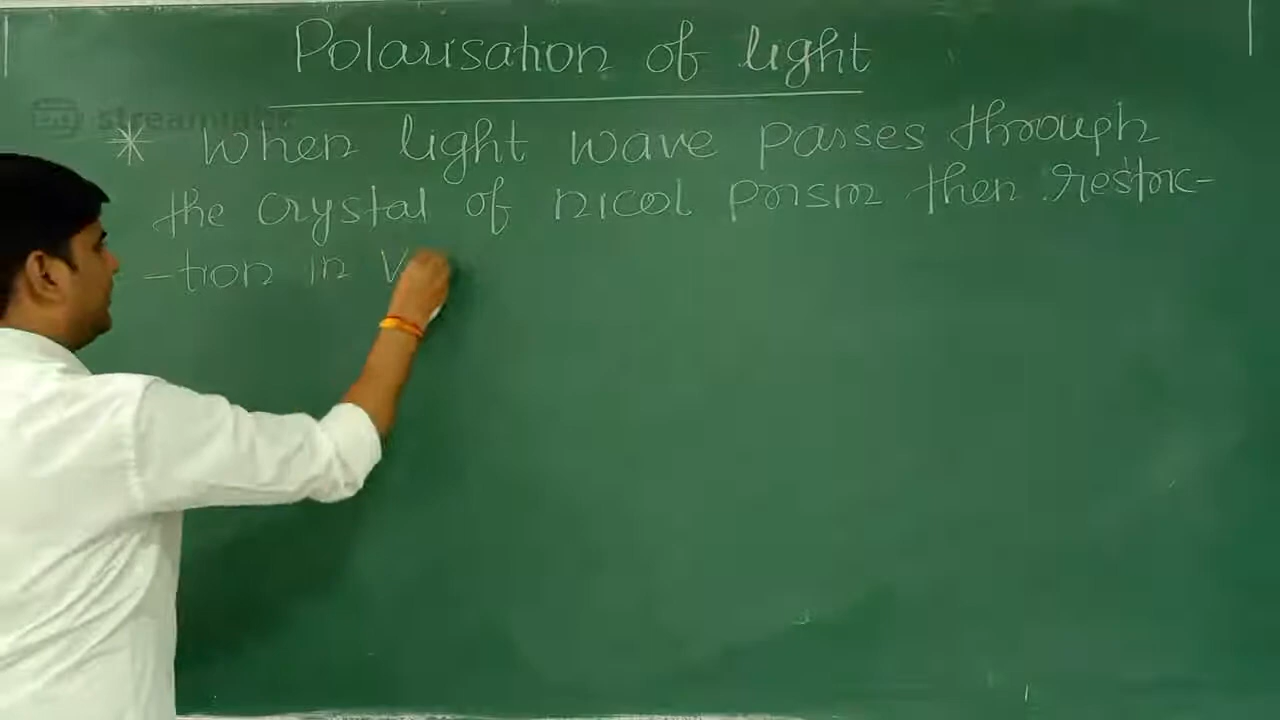 Polarisation of light
* When light wave passes through
the crystal of nicol prism then restric-
-tion in V